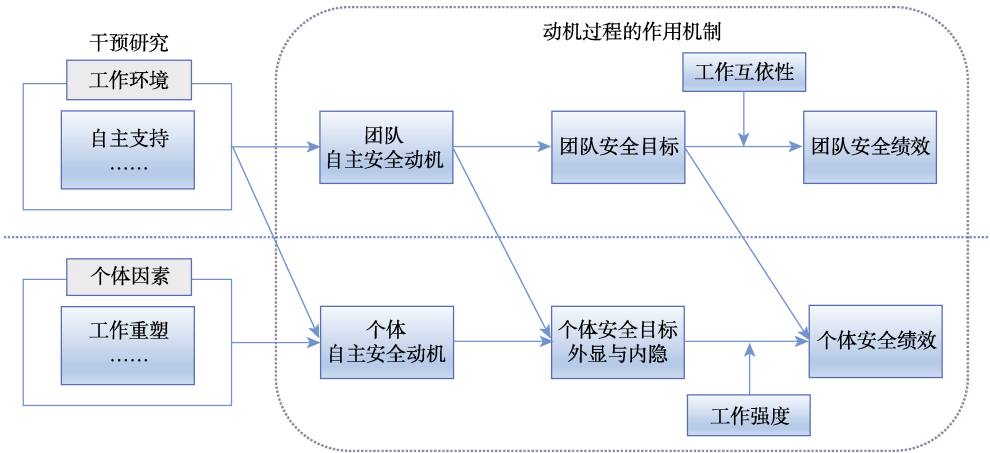 动机过程的作用机制
干预研究
工作环境
自主支持
……
团队
自主安全动机
团队安全目标
工作互依性
团队安全绩效
个体因素
工作重塑
……
个体
自主安全动机
个体安全目标
外显与内隐
个体安全绩效
工作强度